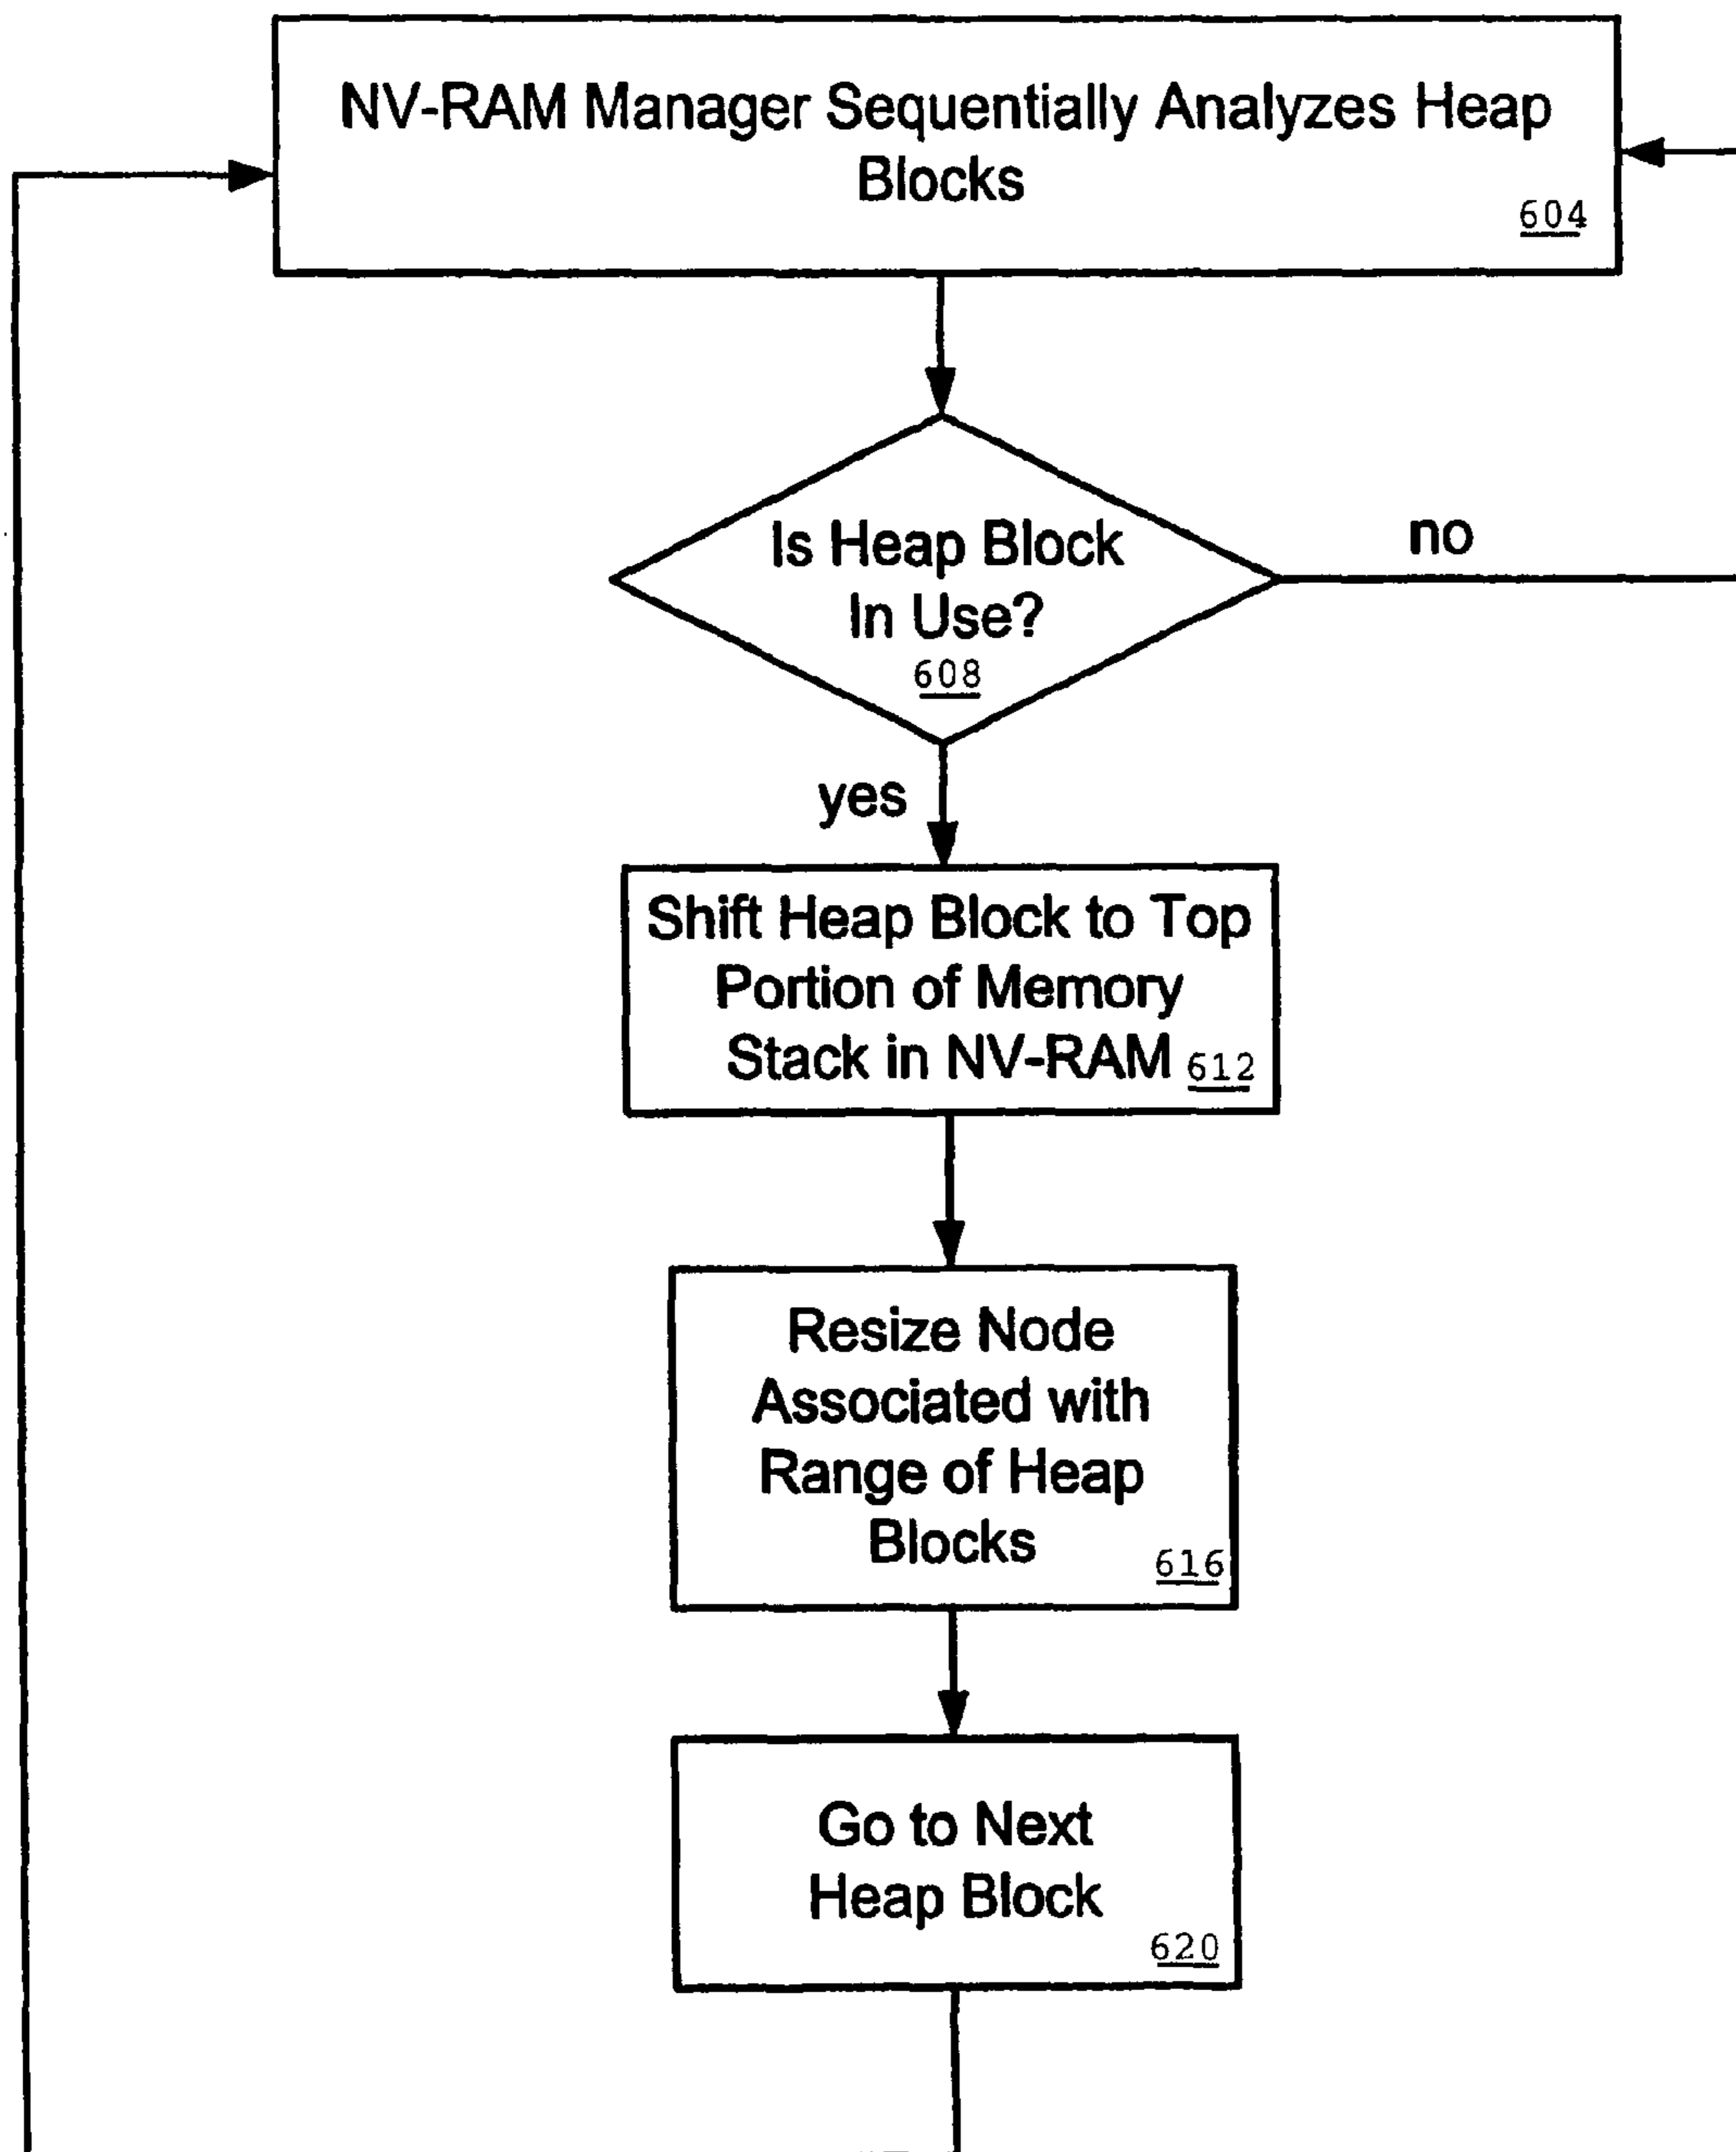 NV-RAM Manager Sequentially Analyzes Heap
Blocks
604
Is Heap Block
In Use?
608
no
yes
Shift Heap Block to Top
Portion of Memory
Stack in NV-RAM 612
Resize Node
Associated with
Range of Heap
Blocks
616
Go to Next
Heap Block
620